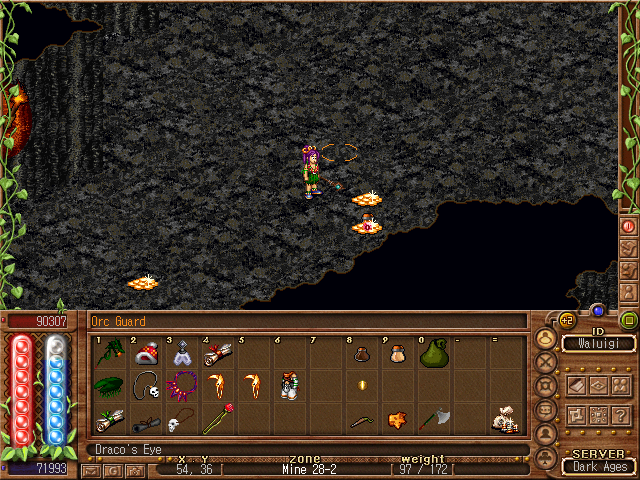 90307
Orc Guard
+2
ID
Waluigi
1 2 3 4 5 6 7 8 9 0 - =
Draco's Eye
71993
x y zone weight
54, 36 [ Mine 28-2 [ 97 / 172 [
G
?
SERVER
Dark Ages